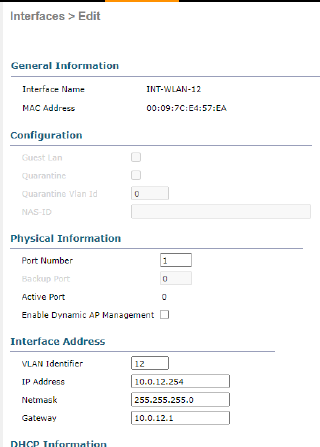 Interfaces > Edit
General Information
Interface Name INT-WLAN-12
MAC Address 00:09:7C:E4:57:EA
Configuration
Guest Lan
Quarantine
Quarantine Vlan Id 0
NAS-ID
Physical Information
Port Number 1
Backup Port 0
Active Port 0
Enable Dynamic AP Management
Interface Address
VLAN Identifier 12
IP Address 10.0.12.254
Netmask 255.255.255.0
Gateway 10.0.12.1
DHCP Information